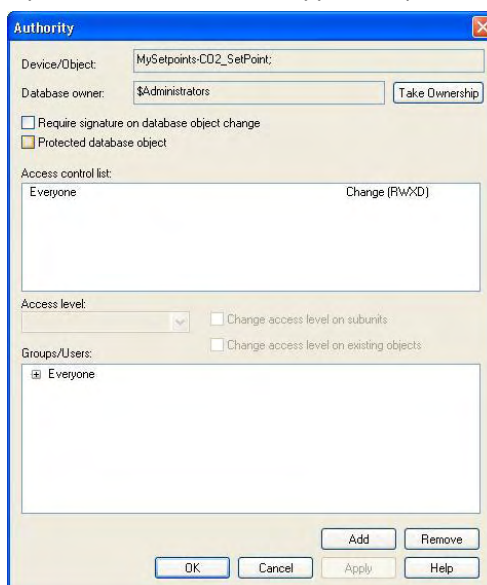 Authority
Device/Object: MySetpoints-CO2_SetPoint;
Database owner: $Administrators Take Ownership
Require signature on database object change
Protected database object
Access control list:
Everyone Change (RWXD)
Access level:
Change access level on subunits
Change access level on existing objects
Groups/Users:
Everyone
Add Remove
OK Cancel Apply Help